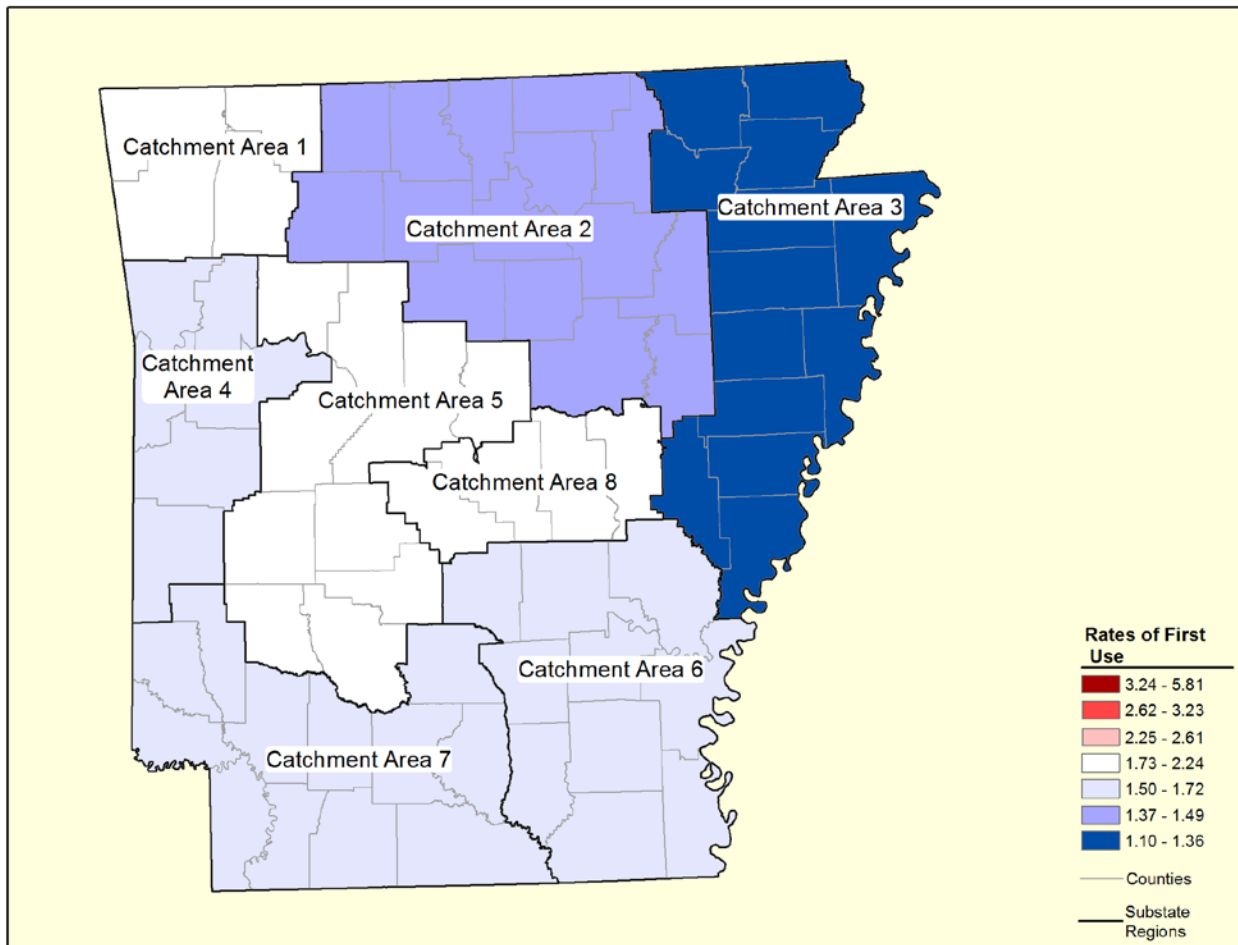 Catchment Area 1
Catchment Area 2
Catchment Area 3
Catchment
Area 4
Catchment Area 5
Catchment Area 8
Catchment Area 6
Catchment Area 7
Rates of First
Use
3.24 - 5.81
2.62 - 3.23
2.25 - 2.61
1.73 - 2.24
1.50 - 1.72
1.37 - 1.49
1.10 - 1.36
Counties
Substate
Regions